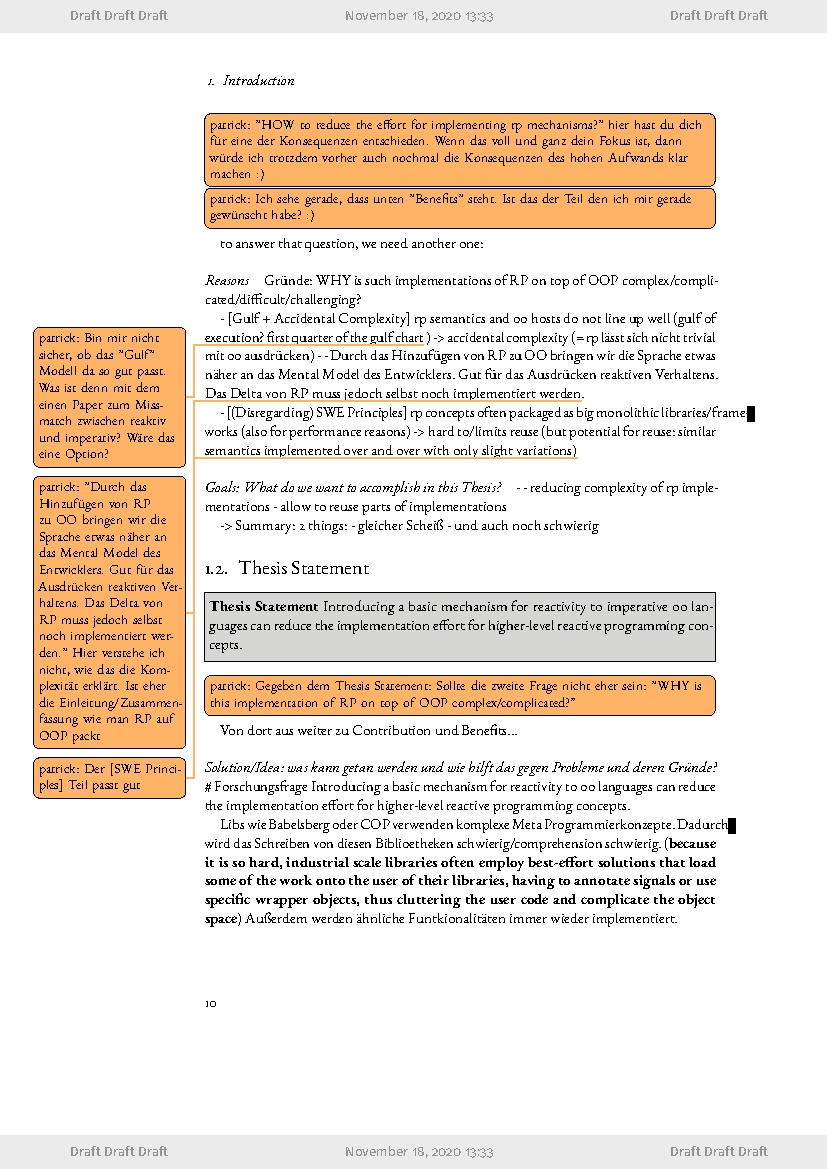 Draft Draft Draft November 18, 2020 13:33 Draft Draft Draft
1. Introduction
patrick: "HOW to reduce the effort for implementing rp mechanisms?" hier hast du dich
für eine der Konsequenzen entschieden. Wenn das voll und ganz dein Fokus ist, dann
würde ich trotzdem vorher auch nochmal die Konsequenzen des hohen Aufwands klar
machen :)
patrick: Ich sehe gerade, dass unten "Benefits" steht. Ist das der Teil den ich mir gerade
gewünscht habe? :)
to answer that question, we need another one:
Reasons Gründe: WHY is such implementations of RP on top of OOP complex/compli-
cated/difficult/challenging?
- [Gulf + Accidental Complexity] rp semantics and oo hosts do not line up well (gulf of
execution? first quarter of the gulf chart ) -> accidental complexity (= rp lässt sich nicht trivial
mit oo ausdrücken) - - Durch das Hinzufügen von RP zu OO bringen wir die Sprache etwas
näher an das Mental Model des Entwicklers. Gut für das Ausdrücken reaktiven Verhaltens.
Das Delta von RP muss jedoch selbst noch implementiert werden.
- [(Disregarding) SWE Principles] rp concepts often packaged as big monolithic libraries/frame-
works (also for performance reasons) -> hard to/limits reuse (but potential for reuse: similar
semantics implemented over and over with only slight variations)
patrick: Bin mir nicht
sicher, ob das "Gulf"
Modell da so gut passt.
Was ist denn mit dem
einen Paper zum Miss-
match zwischen reaktiv
und imperativ? Wäre das
eine Option?
patrick: "Durch das
Hinzufügen von RP
zu OO bringen wir die
Sprache etwas näher an
das Mental Model des
Entwicklers. Gut für das
Ausdrücken reaktiven Ver-
haltens. Das Delta von
RP muss jedoch selbst
noch implementiert wer-
den." Hier verstehe ich
nicht, wie das die Kom-
plexität erklärt. Ist eher
die Einleitung/Zusammen-
fassung wie man RP auf
OOP packt
patrick: Der [SWE Princi-
ples] Teil passt gut
Goals: What do we want to accomplish in this Thesis? - - reducing complexity of rp imple-
mentations - allow to reuse parts of implementations
-> Summary: 2 things: - gleicher Scheiß - und auch noch schwierig
1.2. Thesis Statement
Thesis Statement Introducing a basic mechanism for reactivity to imperative oo lan-
guages can reduce the implementation effort for higher-level reactive programming con-
cepts.
patrick: Gegeben dem Thesis Statement: Sollte die zweite Frage nicht eher sein: "WHY is
this implementation of RP on top of OOP complex/complicated?"
Von dort aus weiter zu Contribution und Benefits...
Solution/Idea: was kann getan werden und wie hilft das gegen Probleme und deren Gründe?
# Forschungsfrage Introducing a basic mechanism for reactivity to oo languages can reduce
the implementation effort for higher-level reactive programming concepts.
Libs wie Babelsberg oder COP verwenden komplexe Meta Programmierkonzepte. Dadurch
wird das Schreiben von diesen Bibliotheken schwierig/comprehension schwierig. (because
it is so hard, industrial scale libraries often employ best-effort solutions that load
some of the work onto the user of their libraries, having to annotate signals or use
specific wrapper objects, thus cluttering the user code and complicate the object
space) Außerdem werden ähnliche Funtkionalitäten immer wieder implementiert.
10
Draft Draft Draft November 18, 2020 13:33 Draft Draft Draft